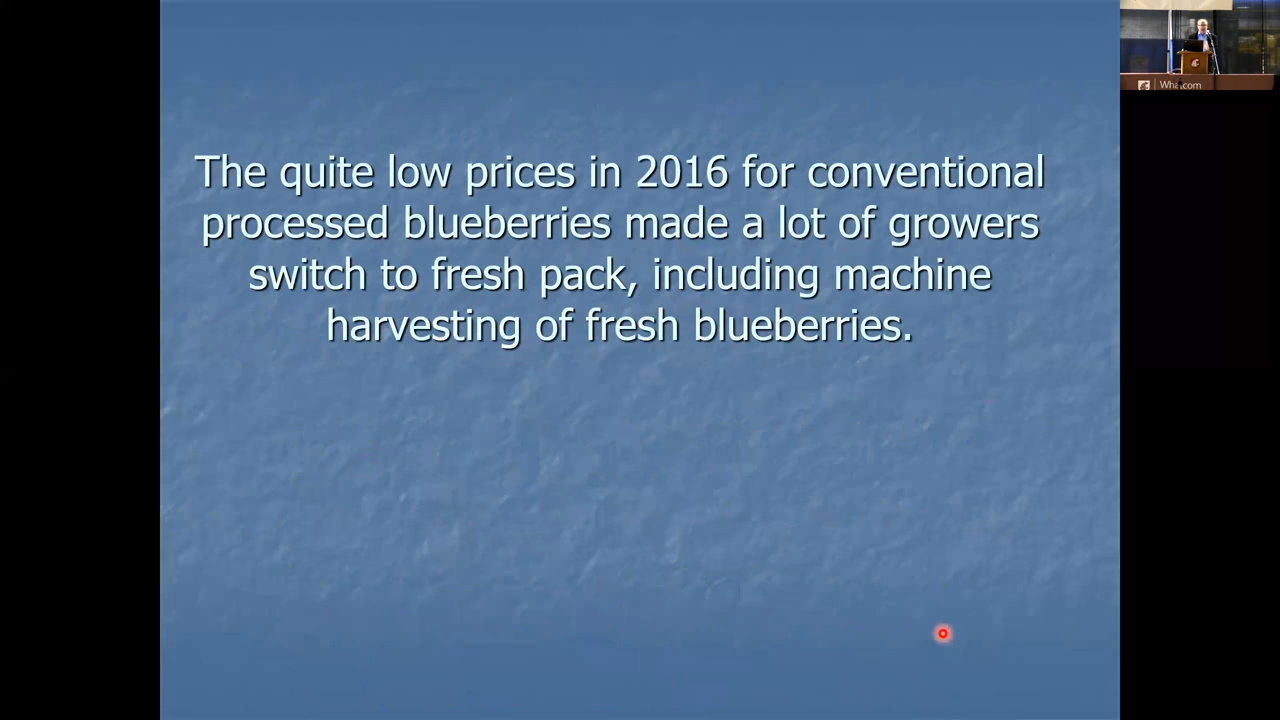 The quite low prices in 2016 for conventional
processed blueberries made a lot of growers
switch to fresh pack, including machine
harvesting of fresh blueberries.
Whatcom